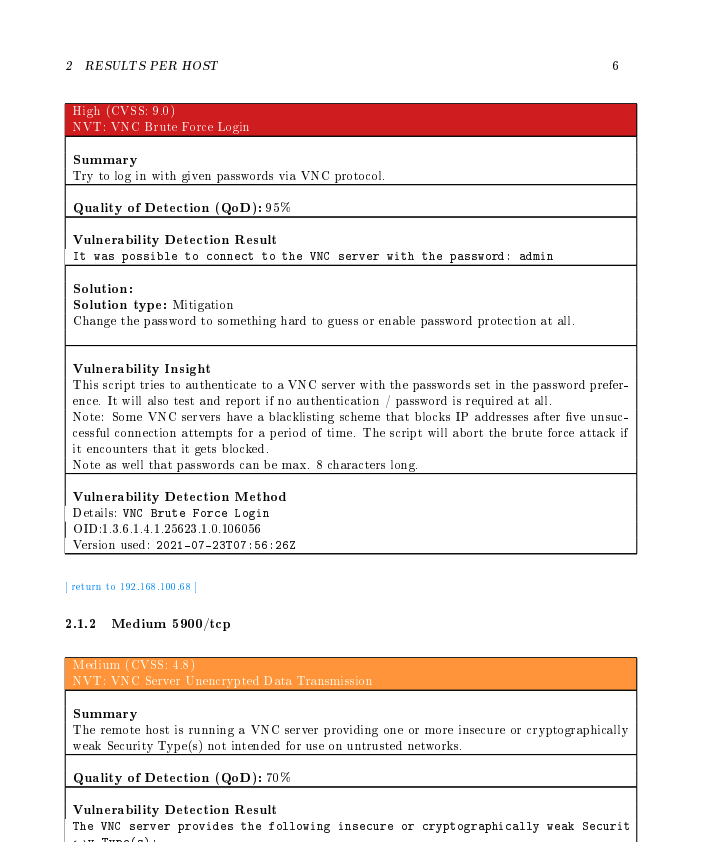 2 RESULTS PER HOST 6
High (CVSS: 9.0)
NVT: VNC Brute Force Login
Summary
Try to log in with given passwords via VNC protocol.
Quality of Detection (QoD): 95%
Vulnerability Detection Result
It was possible to connect to the VNC server with the password: admin
Solution:
Solution type: Mitigation
Change the password to something hard to guess or enable password protection at all.
Vulnerability Insight
This script tries to authenticate to a VNC server with the passwords set in the password prefer-
ence. It will also test and report if no authentication / password is required at all.
Note: Some VNC servers have a blacklisting scheme that blocks IP addresses after five unsuc-
cessful connection attempts for a period of time. The script will abort the brute force attack if
it encounters that it gets blocked.
Note as well that passwords can be max. 8 characters long.
Vulnerability Detection Method
Details: VNC Brute Force Login
OID:1.3.6.1.4.1.25623.1.0.106056
Version used: 2021-07-23T07:56:26Z
[ return to 192.168.100.68 ]
2.1.2 Medium 5900/tcp
Medium (CVSS: 4.8)
NVT: VNC Server Unencrypted Data Transmission
Summary
The remote host is running a VNC server providing one or more insecure or cryptographically
weak Security Type(s) not intended for use on untrusted networks.
Quality of Detection (QoD): 70%
Vulnerability Detection Result
The VNC server provides the following insecure or cryptographically weak Securit
Type(s):